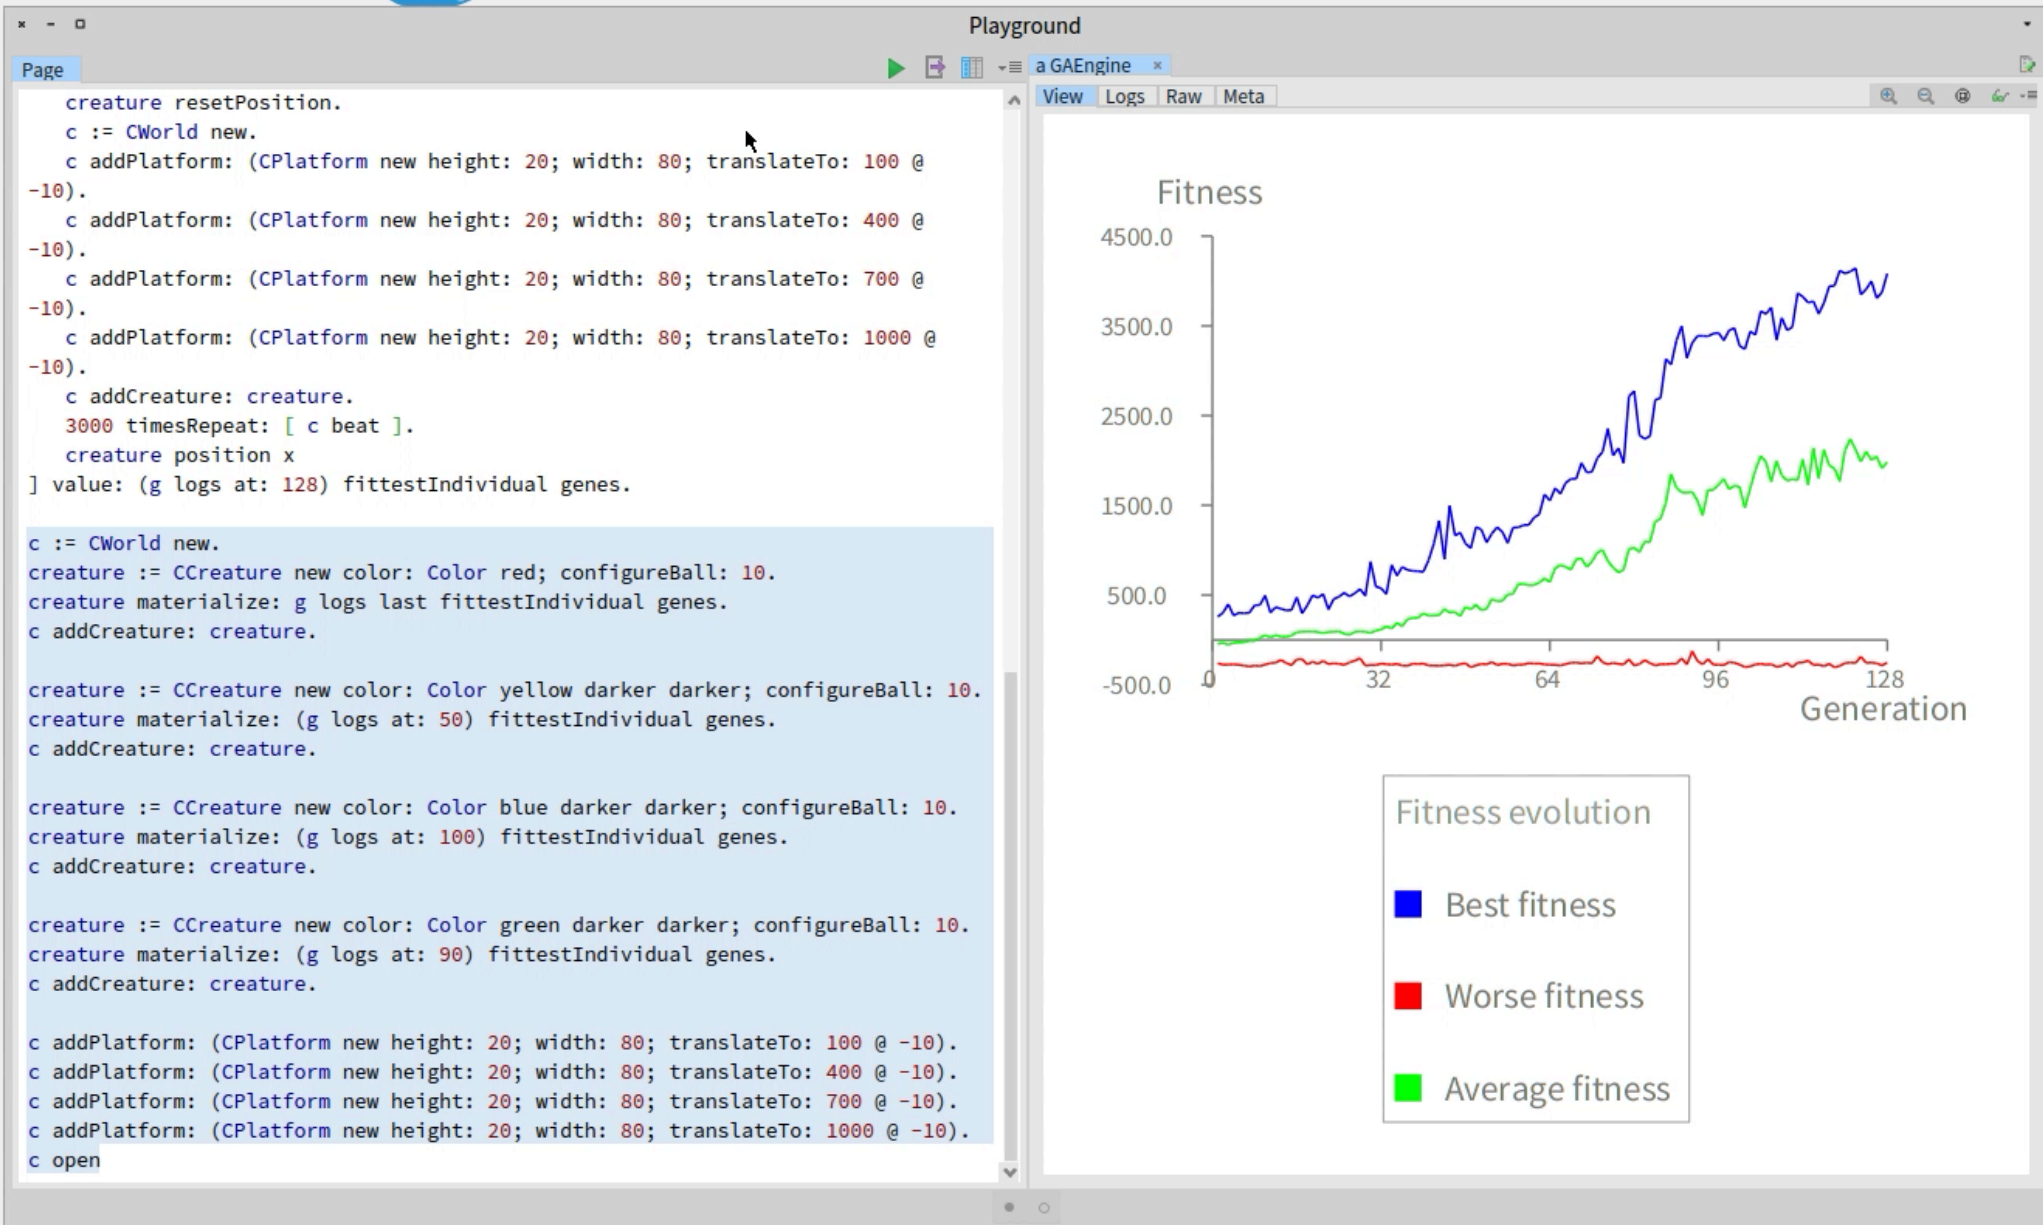 Playground
Page
a GAEngine
View Logs Raw Meta
creature resetPosition.
c := CWorld new.
c addPlatform: (CPlatform new height: 20; width: 80; translateTo: 100 @
-10).
c addPlatform: (CPlatform new height: 20; width: 80; translateTo: 400 @
-10).
c addPlatform: (CPlatform new height: 20; width: 80; translateTo: 700 @
-10).
c addPlatform: (CPlatform new height: 20; width: 80; translateTo: 1000 @
-10).
c addCreature: creature.
3000 timesRepeat: [ c beat ].
creature position x
] value: (g logs at: 128) fittestIndividual genes.
c := CWorld new.
creature := CCreature new color: Color red; configureBall: 10.
creature materialize: g logs last fittestIndividual genes.
c addCreature: creature.
creature := CCreature new color: Color yellow darker darker; configureBall: 10.
creature materialize: (g logs at: 50) fittestIndividual genes.
c addCreature: creature.
creature := CCreature new color: Color blue darker darker; configureBall: 10.
creature materialize: (g logs at: 100) fittestIndividual genes.
c addCreature: creature.
creature := CCreature new color: Color green darker darker; configureBall: 10.
creature materialize: (g logs at: 90) fittestIndividual genes.
c addCreature: creature.
c addPlatform: (CPlatform new height: 20; width: 80; translateTo: 100 @ -10).
c addPlatform: (CPlatform new height: 20; width: 80; translateTo: 400 @ -10).
c addPlatform: (CPlatform new height: 20; width: 80; translateTo: 700 @ -10).
c addPlatform: (CPlatform new height: 20; width: 80; translateTo: 1000 @ -10).
c open
Fitness
4500.0
3500.0
2500.0
1500.0
500.0
-500.0
0 32 64 96 128
Generation
Fitness evolution
Best fitness
Worse fitness
Average fitness